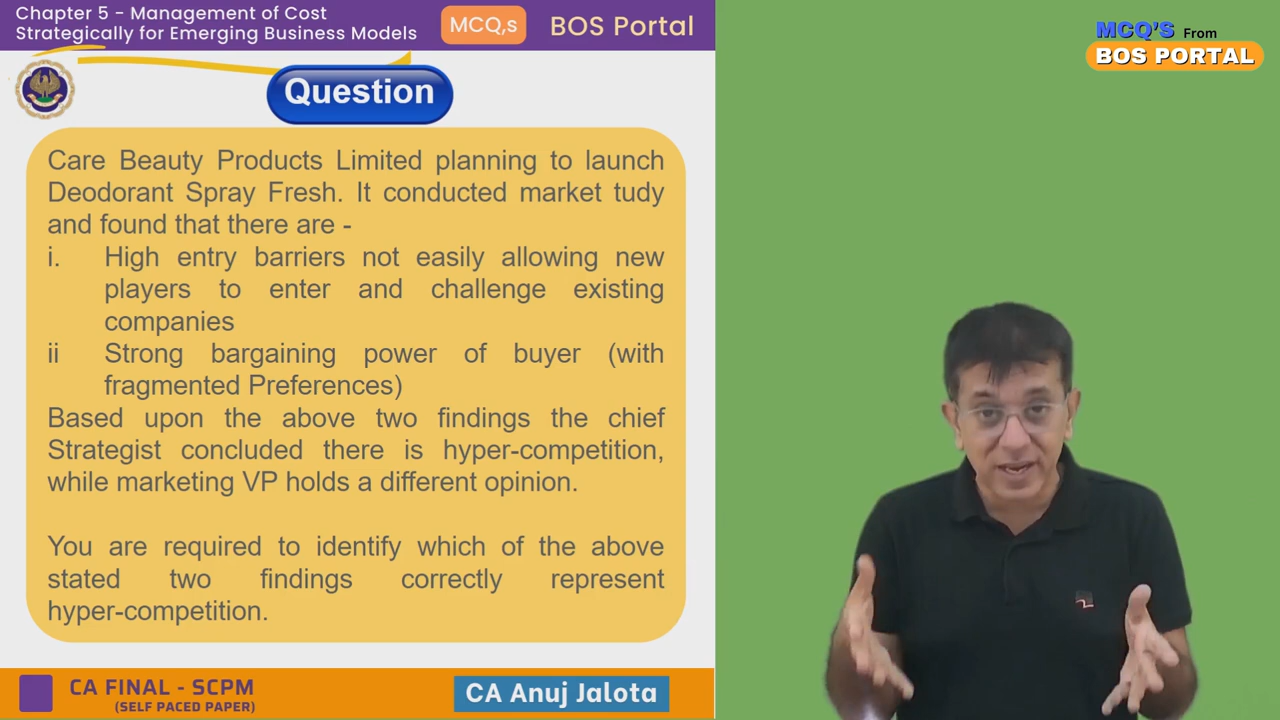 Chapter 5 - Management of Cost
Strategically for Emerging Business Models
MCQ,s
BOS Portal
MCQ'S From
BOS PORTAL
Question
Care Beauty Products Limited planning to launch
Deodorant Spray Fresh. It conducted market tudy
and found that there are -
i. High entry barriers not easily allowing new
players to enter and challenge existing
companies
ii Strong bargaining power of buyer (with
fragmented Preferences)
Based upon the above two findings the chief
Strategist concluded there is hyper-competition,
while marketing VP holds a different opinion.
You are required to identify which of the above
stated two findings correctly represent
hyper-competition.
CA FINAL - SCPM
(SELF PACED PAPER)
CA Anuj Jalota